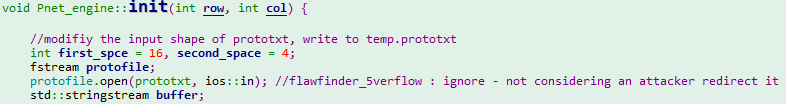 void Pnet_engine::init(int row, int col) {
//modifiy the input shape of prototxt, write to temp.prototxt
int first_spce = 16, second_space = 4;
fstream protofile;
protofile.open(prototxt, ios::in); //flawfinder_5verflow : ignore - not considering an attacker redirect it
std::stringstream buffer;